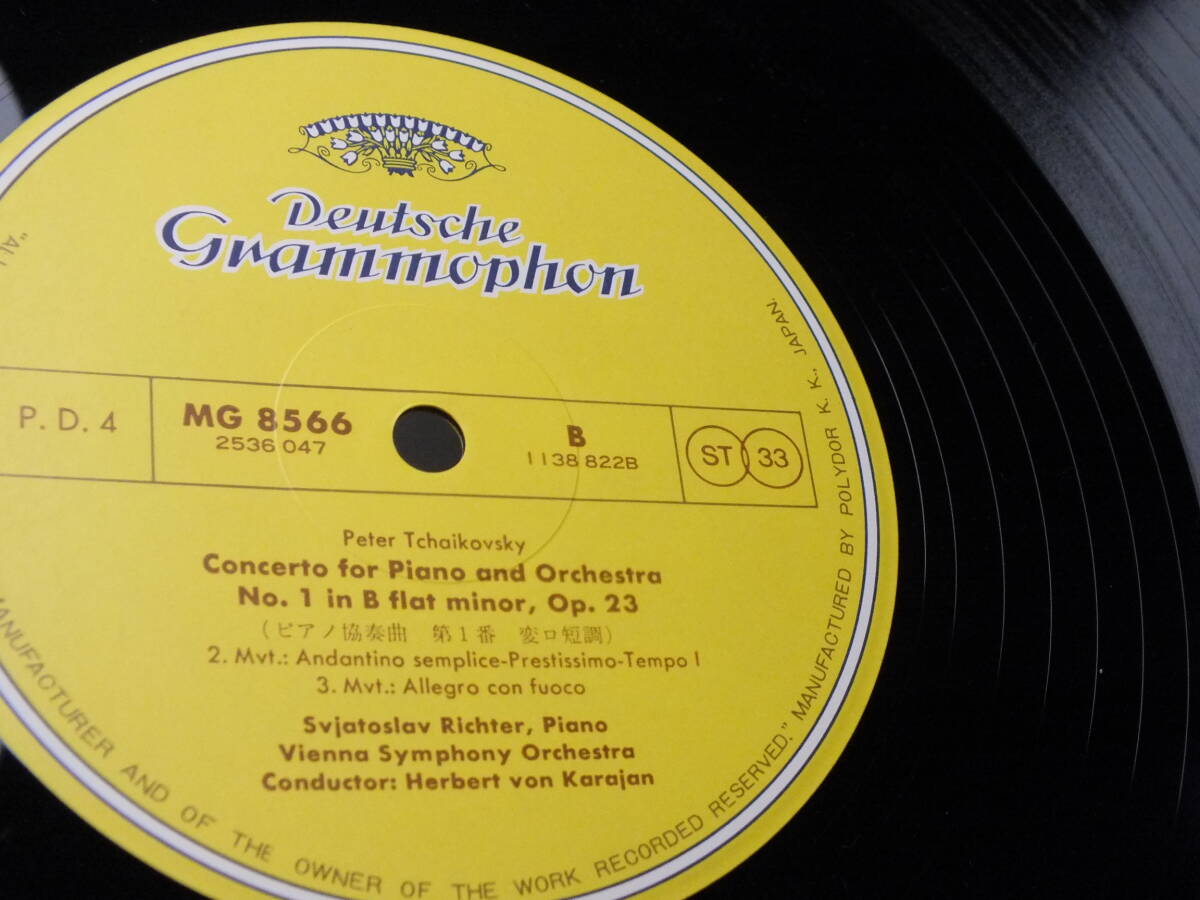 Deutsche
Grammophon
P. D. 4
MG 8566
2536 047
B
1138 822B
ST 33
Peter Tchaikovsky
Concerto for Piano and Orchestra
No. 1 in B flat minor, Op. 23
(ピアノ協奏曲 第1番 変ロ短調)
2. Mvt.: Andantino semplice-Prestissimo-Tempo I
3. Mvt.: Allegro con fuoco
Svjatoslav Richter, Piano
Vienna Symphony Orchestra
Conductor: Herbert von Karajan
MANUFACTURER AND OF THE OWNER OF THE WORK RECORDED RESERVED." MANUFACTURED BY POLYDOR K. K., JAPAN.